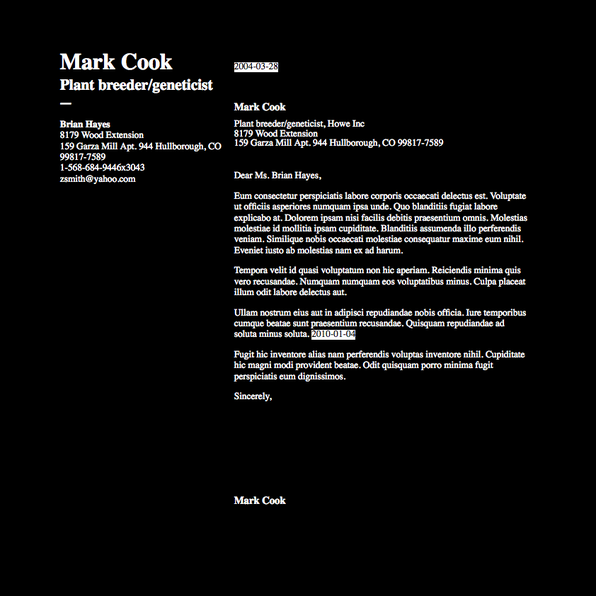 Mark Cook
Plant breeder/geneticist
Brian Hayes
8179 Wood Extension
159 Garza Mill Apt. 944 Hullborough, CO
99817-7589
1-568-684-9446x3043
zsmith@yahoo.com
2004-03-28
Mark Cook
Plant breeder/geneticist, Howe Inc
8179 Wood Extension
159 Garza Mill Apt. 944 Hullborough, CO 99817-7589
Dear Ms. Brian Hayes,
Eum consectetur perspiciatis labore corporis occaecati delectus est. Voluptate
ut officiis asperiores numquam ipsa unde. Quo blanditiis fugiat labore
explicabo at. Dolorem ipsam nisi facilis debitis praesentium omnis. Molestias
molestiae id mollitia ipsam cupiditate. Blanditiis assumenda illo perferendis
veniam. Similique nobis occaecati molestiae consequatur maxime eum nihil.
Eveniet iusto ab molestias nam ex ad harum.
Tempora velit id quasi voluptatum non hic aperiam. Reiciendis minima quis
vero recusandae. Numquam numquam eos voluptatibus minus. Culpa placeat
illum odit labore delectus aut.
Ullam nostrum eius aut in adipisci repudiandae nobis officia. Iure temporibus
cumque beatae sunt praesentium recusandae. Quisquam repudiandae ad
soluta minus soluta. 2010-01-04
Fugit hic inventore alias nam perferendis voluptas inventore nihil. Cupiditate
hic magni modi provident beatae. Odit quisquam porro minima fugit
perspiciatis eum dignissimos.
Sincerely,
Mark Cook